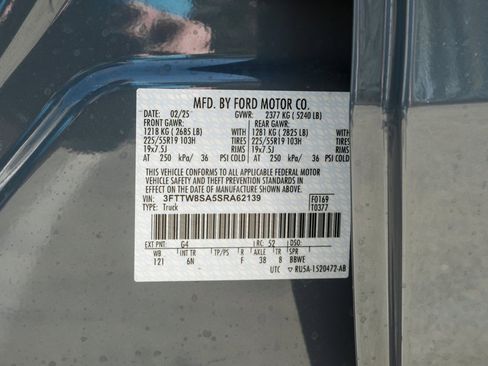 MFD. BY FORD MOTOR CO.
DATE: 02/25 GVWR: 2377 KG ( 5240 LB)
FRONT GAWR: REAR GAWR:
1218 KG (2685 LB) WITH 1281 KG (2825 LB) WITH
225/55R19 103H TIRES 225/55R19 103H TIRES
19x7.5J RIMS 19x7.5J RIMS
AT 250 kPa/ 36 PSI COLD AT 250 kPa/ 36 PSI COLD
THIS VEHICLE CONFORMS TO ALL APPLICABLE FEDERAL MOTOR
VEHICLE SAFETY AND THEFT PREVENTION STANDARDS IN EFFECT
ON THE DATE OF MANUFACTURE SHOWN ABOVE.
VIN: 3FTTW8SA5SRA62139 F0169
TYPE: Truck T0377
EXT PNT: G4 RC: 52 DSO:
WB INT TR TP/PS R AXLE TR SPR
121 6N F 38 8 BBWE
UTC ▽ RU5A-1520472-AB